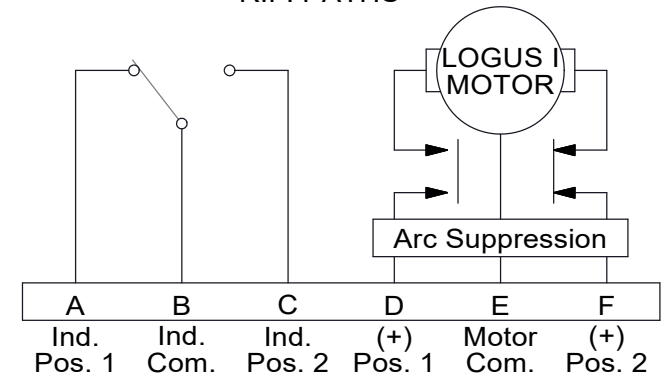 LOGUS I
MOTOR
Arc Suppression
A B C D E F
Ind. Ind. Ind. (+) Motor (+)
Pos. 1 Com. Pos. 2 Pos. 1 Com. Pos. 2